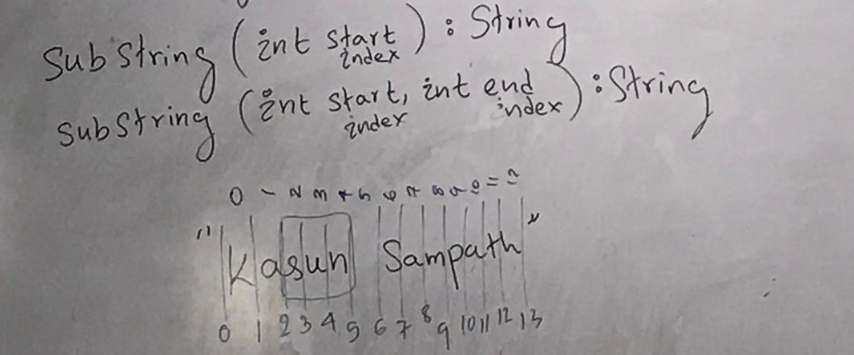 SubString (int start index) : String
SubString (int start index, int end index) : String
0 1 2 3 4 5 6 7 8 9 10 11 12
"Kasun Sampath"
0 1 2 3 4 5 6 7 8 9 10 11 12 13